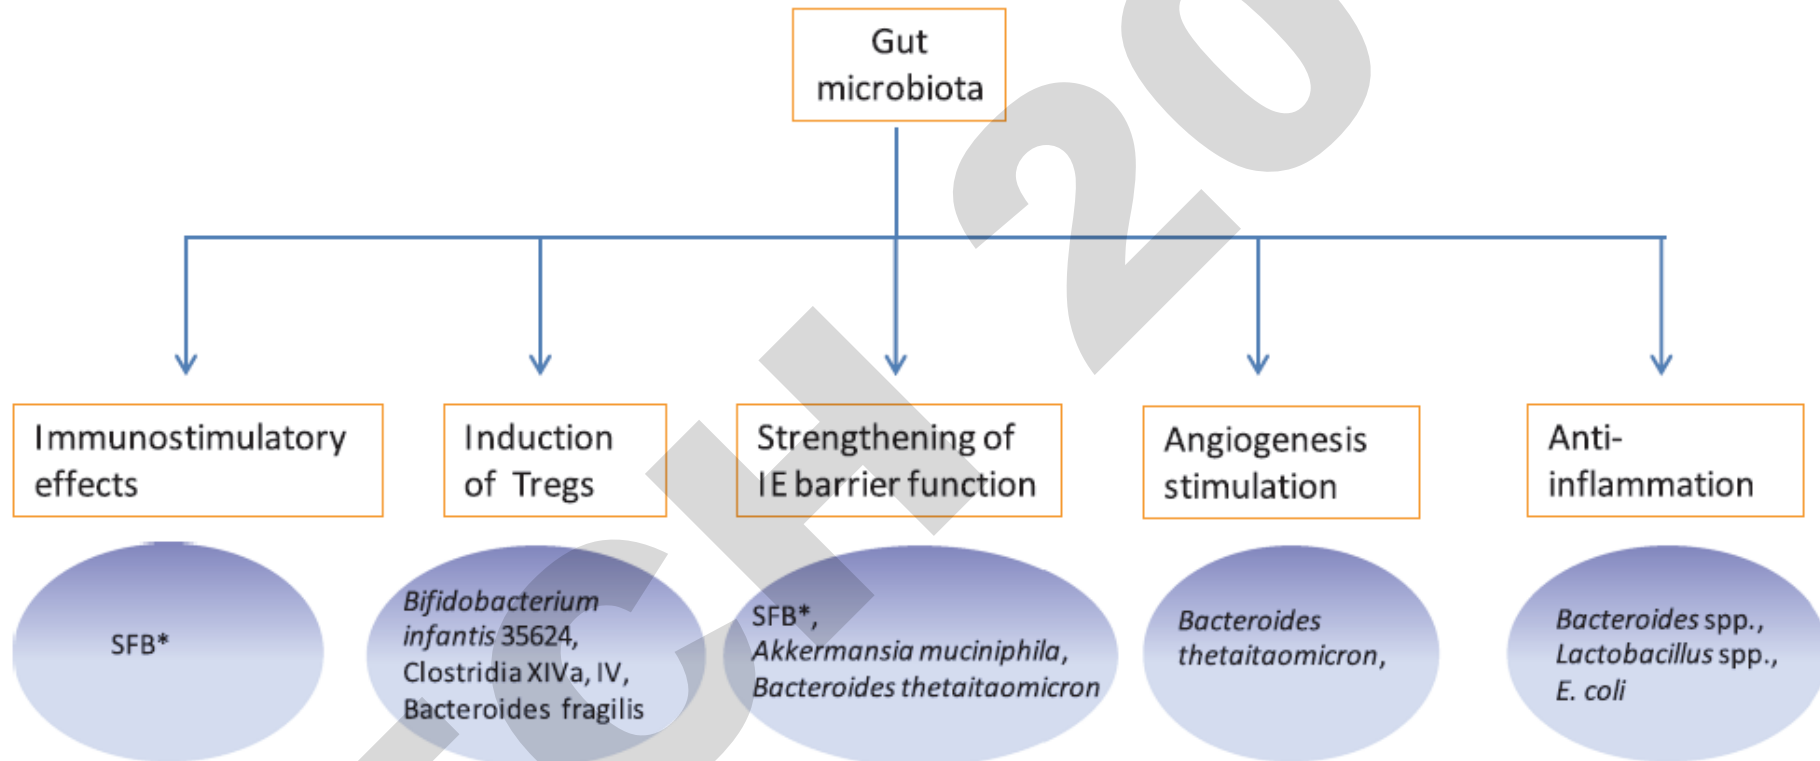 Gut
microbiota
Immunostimulatory
effects
Induction
of Tregs
Strengthening of
IE barrier function
Angiogenesis
stimulation
Anti-
inflammation
SFB*
Bifidobacterium
infantis 35624,
Clostridia XIVa, IV,
Bacteroides fragilis
SFB*,
Akkermansia muciniphila,
Bacteroides thetaitaomicron
Bacteroides
thetaitaomicron,
Bacteroides spp.,
Lactobacillus spp.,
E. coli